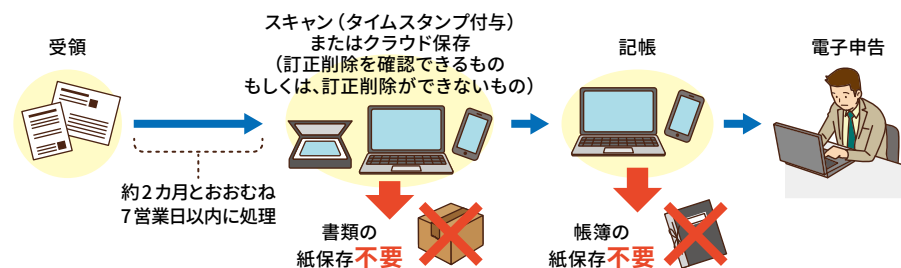 受領
スキャン（タイムスタンプ付与）
またはクラウド保存
（訂正削除を確認できるもの
もしくは、訂正削除ができないもの）
記帳
電子申告
約2カ月とおおむね
7営業日以内に処理
書類の
紙保存不要
帳簿の
紙保存不要